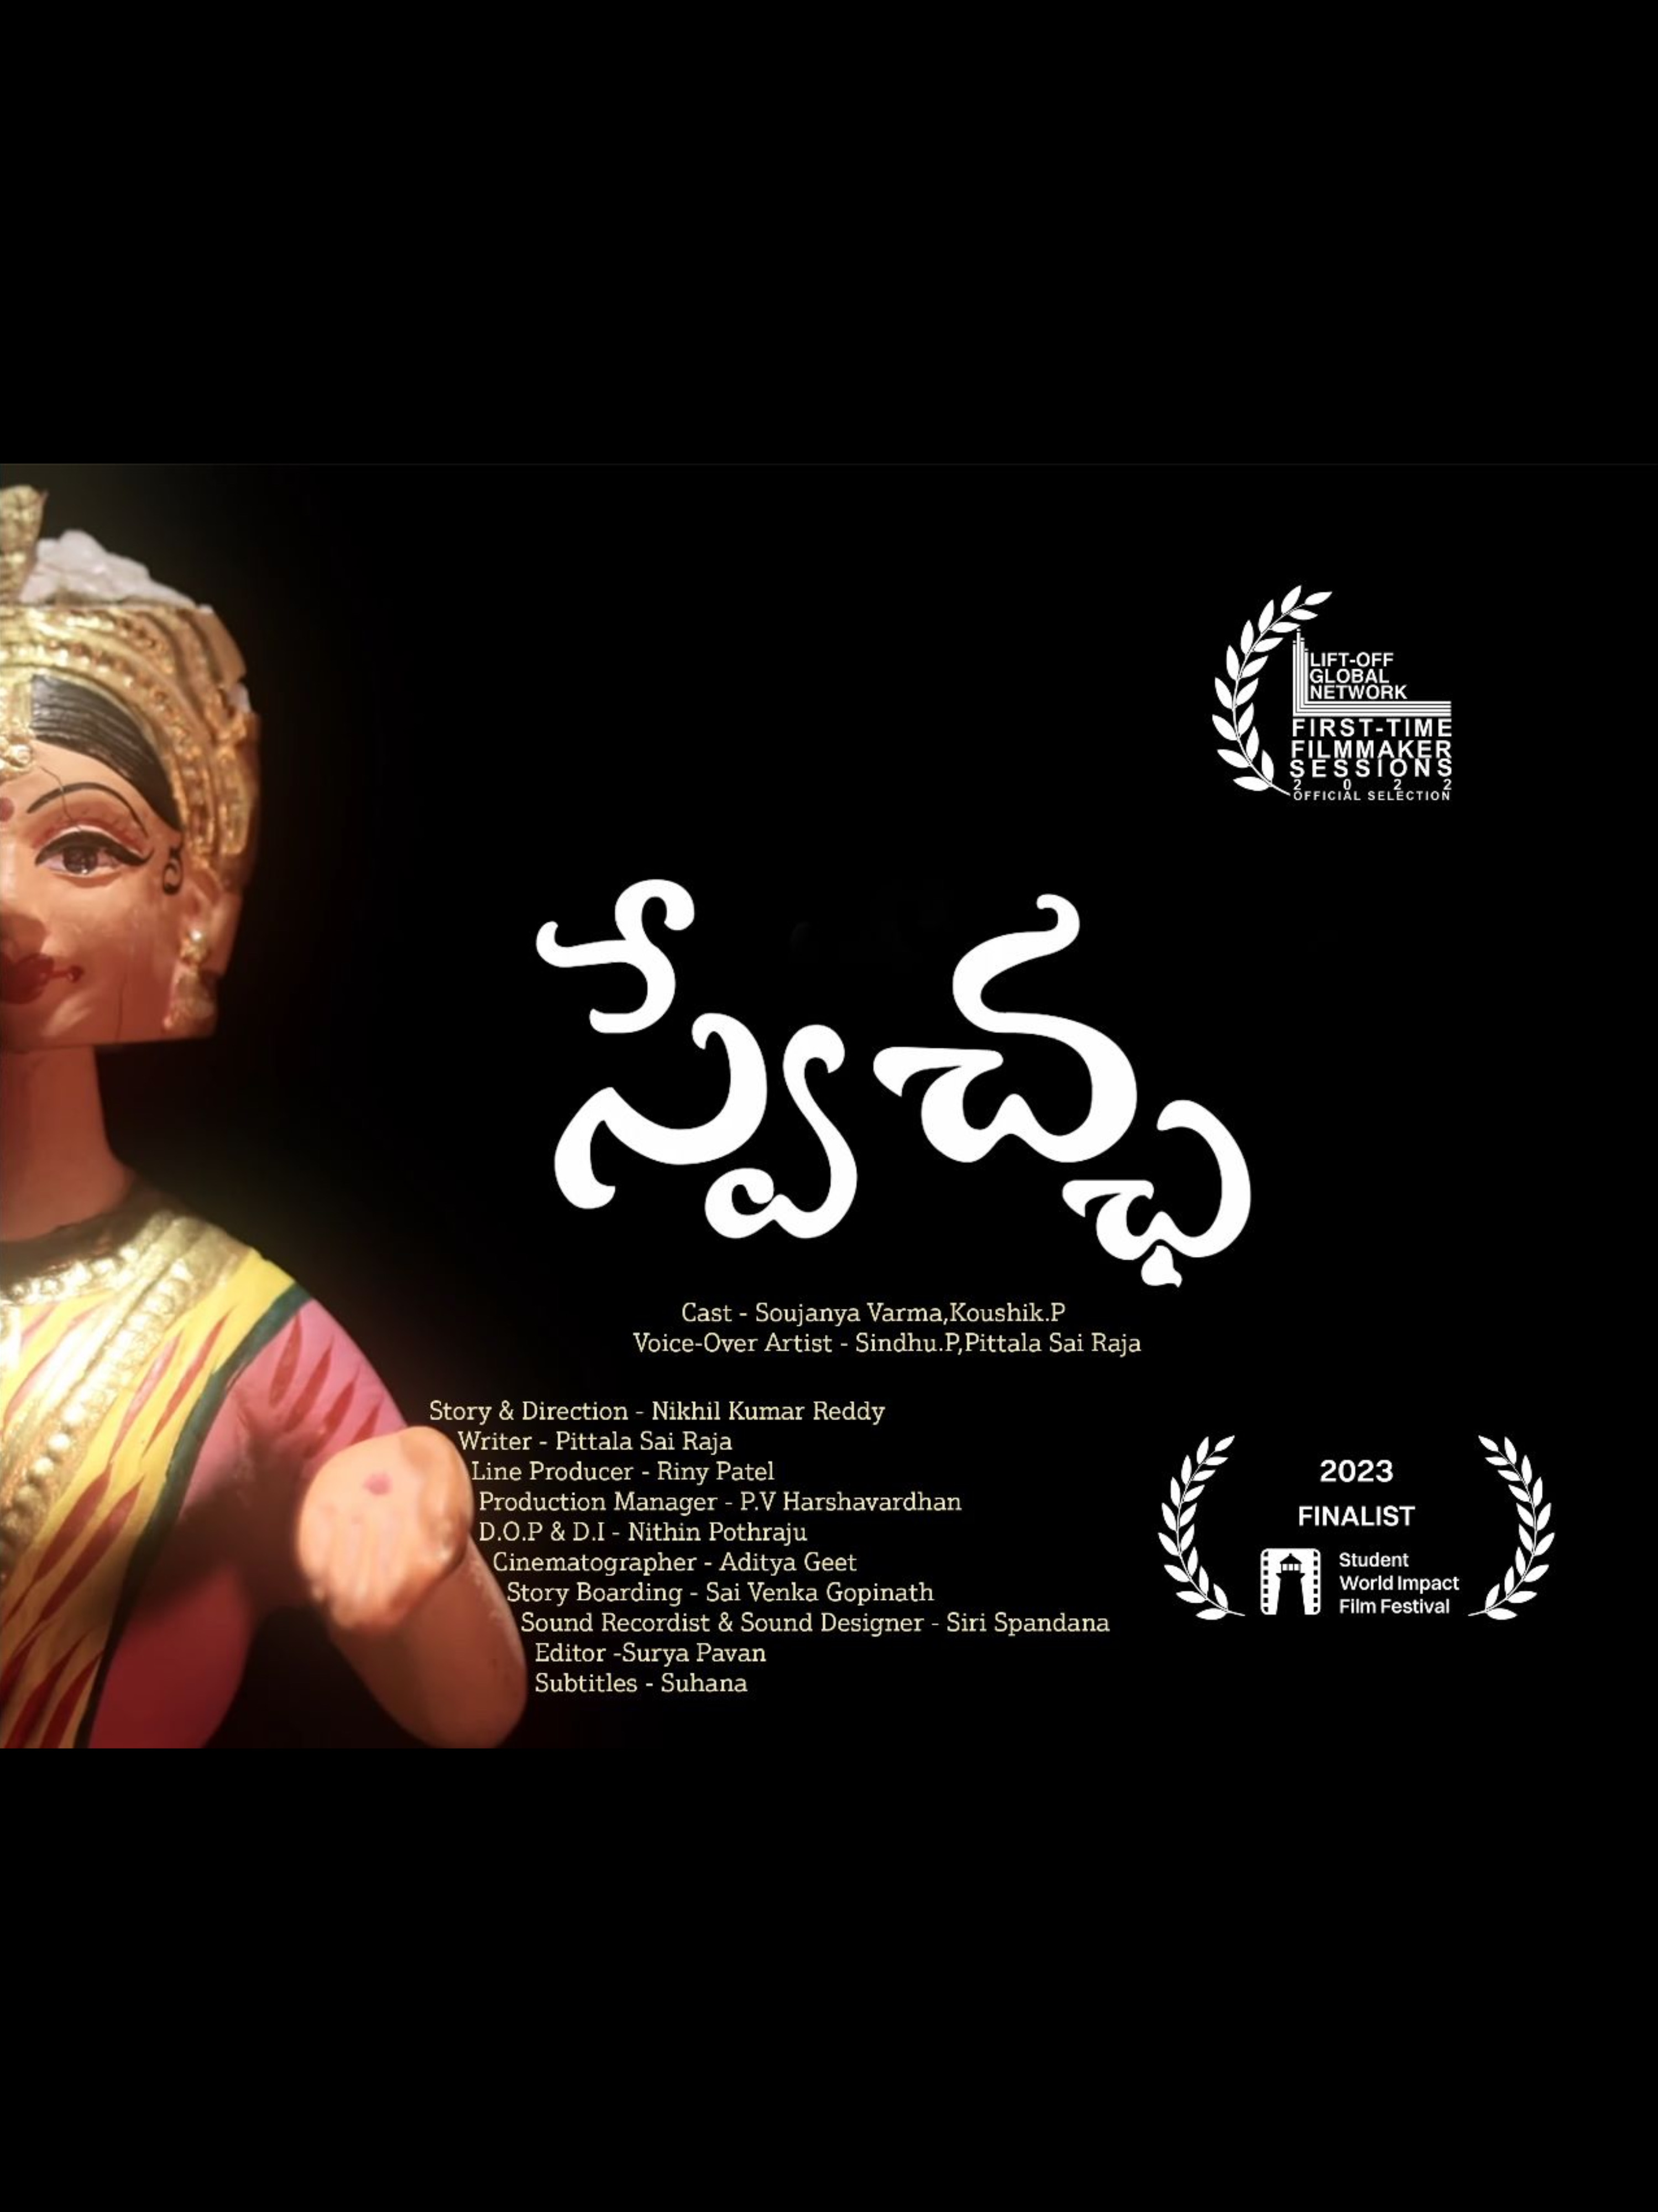 LIFT-OFF
GLOBAL
NETWORK
FIRST-TIME
FILMMAKER
SESSIONS
2022
OFFICIAL SELECTION
స్వేచ్ఛ
Cast - Soujanya Varma,Koushik.P
Voice-Over Artist - Sindhu.P,Pittala Sai Raja
Story & Direction - Nikhil Kumar Reddy
Writer - Pittala Sai Raja
Line Producer - Riny Patel
Production Manager - P.V Harshavardhan
D.O.P & D.I - Nithin Pothraju
Cinematographer - Aditya Geet
Story Boarding - Sai Venka Gopinath
Sound Recordist & Sound Designer - Siri Spandana
Editor -Surya Pavan
Subtitles - Suhana
2023
FINALIST
Student
World Impact
Film Festival